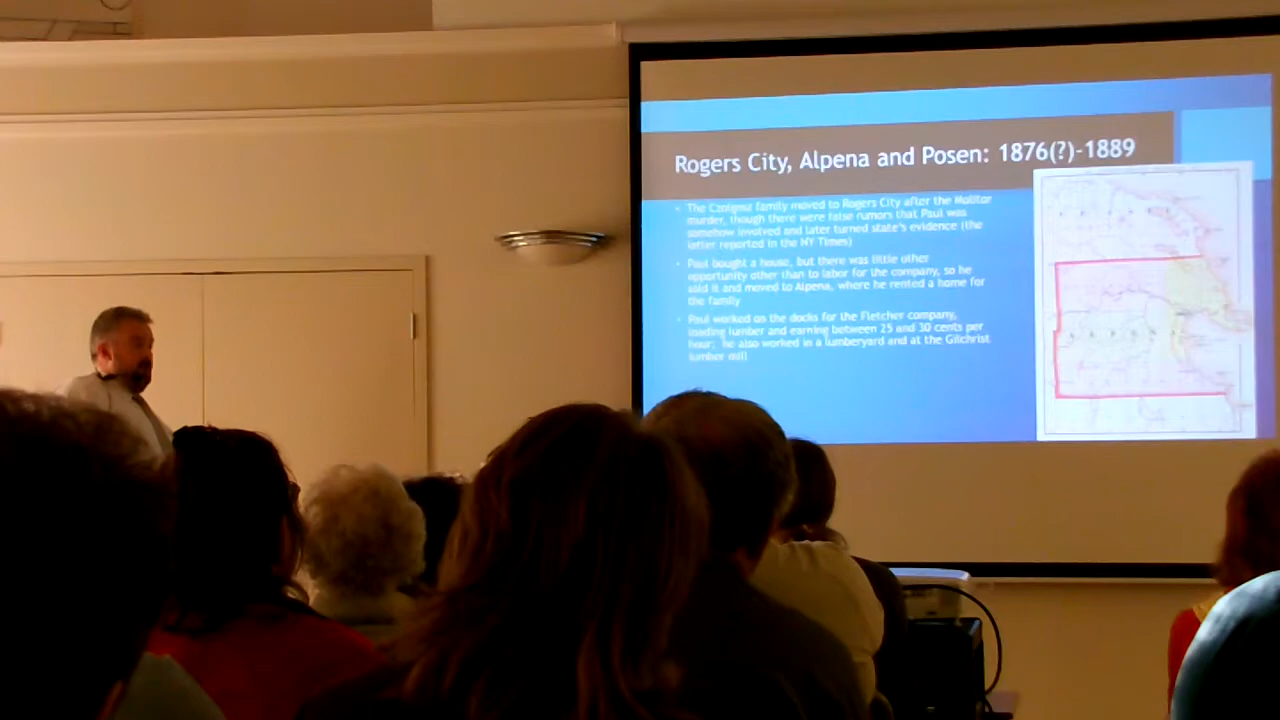 Rogers City, Alpena and Posen: 1876(?)-1889
The Czolgosz family moved to Rogers City after the Molitor
murder, though there were false rumors that Paul was
somehow involved and later turned state's evidence (the
latter reported in the NY Times)
Paul bought a house, but there was little other
opportunity other than to labor for the company, so he
sold it and moved to Alpena, where he rented a home for
the family
Paul worked on the docks for the Fletcher company,
loading lumber and earning between 25 and 30 cents per
hour; he also worked in a lumberyard and at the Gilchrist
lumber mill